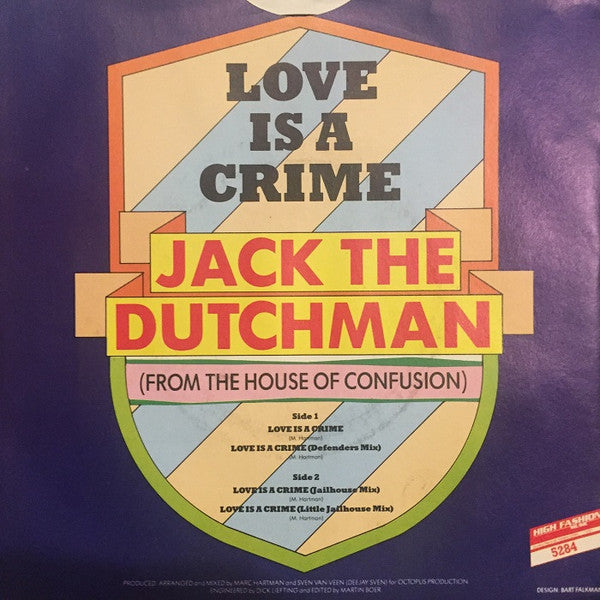 LOVE
IS A
CRIME
JACK THE
DUTCHMAN
(FROM THE HOUSE OF CONFUSION)
Side 1
LOVE IS A CRIME
(M. Hartman)
LOVE IS A CRIME (Defenders Mix)
(M. Hartman)
Side 2
LOVE IS A CRIME (Jailhouse Mix)
(M. Hartman)
LOVE IS A CRIME (Little Jailhouse Mix)
(M. Hartman)
HIGH FASHION
5284
PRODUCED, ARRANGED and MIXED by MARC HARTMAN and SVEN VAN VEEN (DEEJAY SVEN) for OCTOPUS PRODUCTION
ENGINEERED by DICK LIEFTING and EDITED by MARTIN BOER
DESIGN: BART FALKMAN